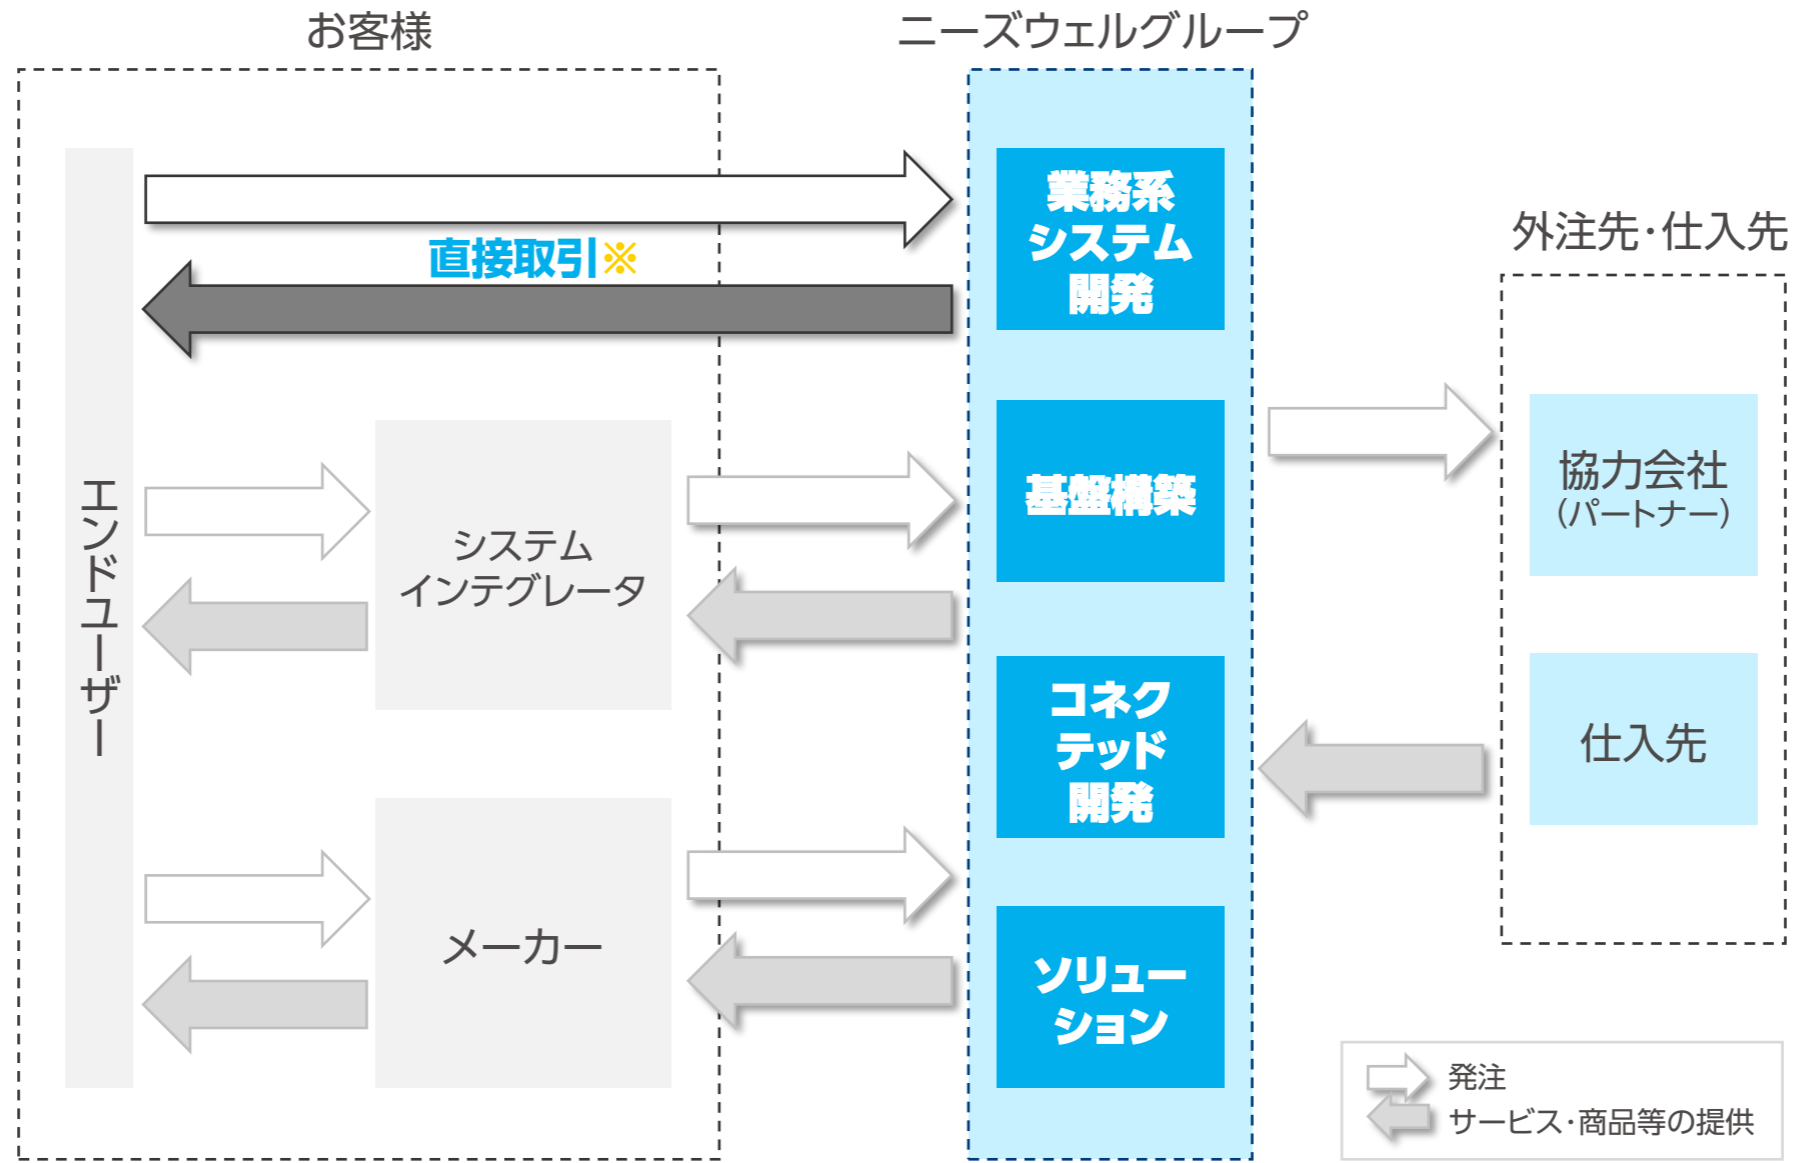 お客様
ニーズウェルグループ
エンドユーザー
直接取引※
システム
インテグレータ
メーカー
業務系
システム
開発
基盤構築
コネク
テッド
開発
ソリュー
ション
外注先・仕入先
協力会社
（パートナー）
仕入先
発注
サービス・商品等の提供